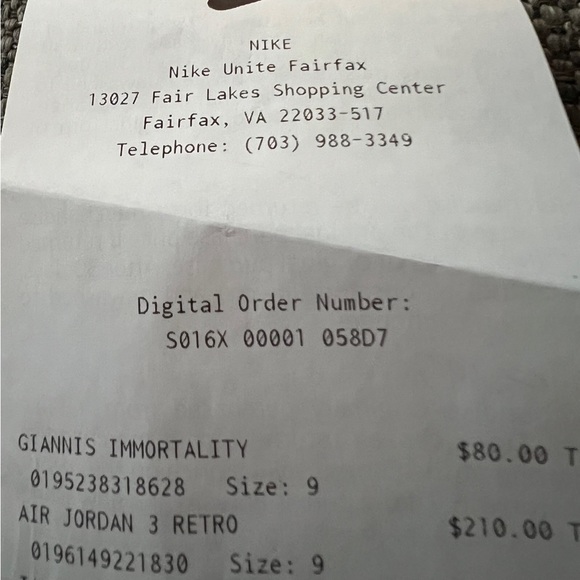 NIKE
Nike Unite Fairfax
13027 Fair Lakes Shopping Center
Fairfax, VA 22033-517
Telephone: (703) 988-3349
Digital Order Number:
S016X 00001 058D7
GIANNIS IMMORTALITY $80.00 T
0195238318628 Size: 9
AIR JORDAN 3 RETRO $210.00 T
0196149221830 Size: 9